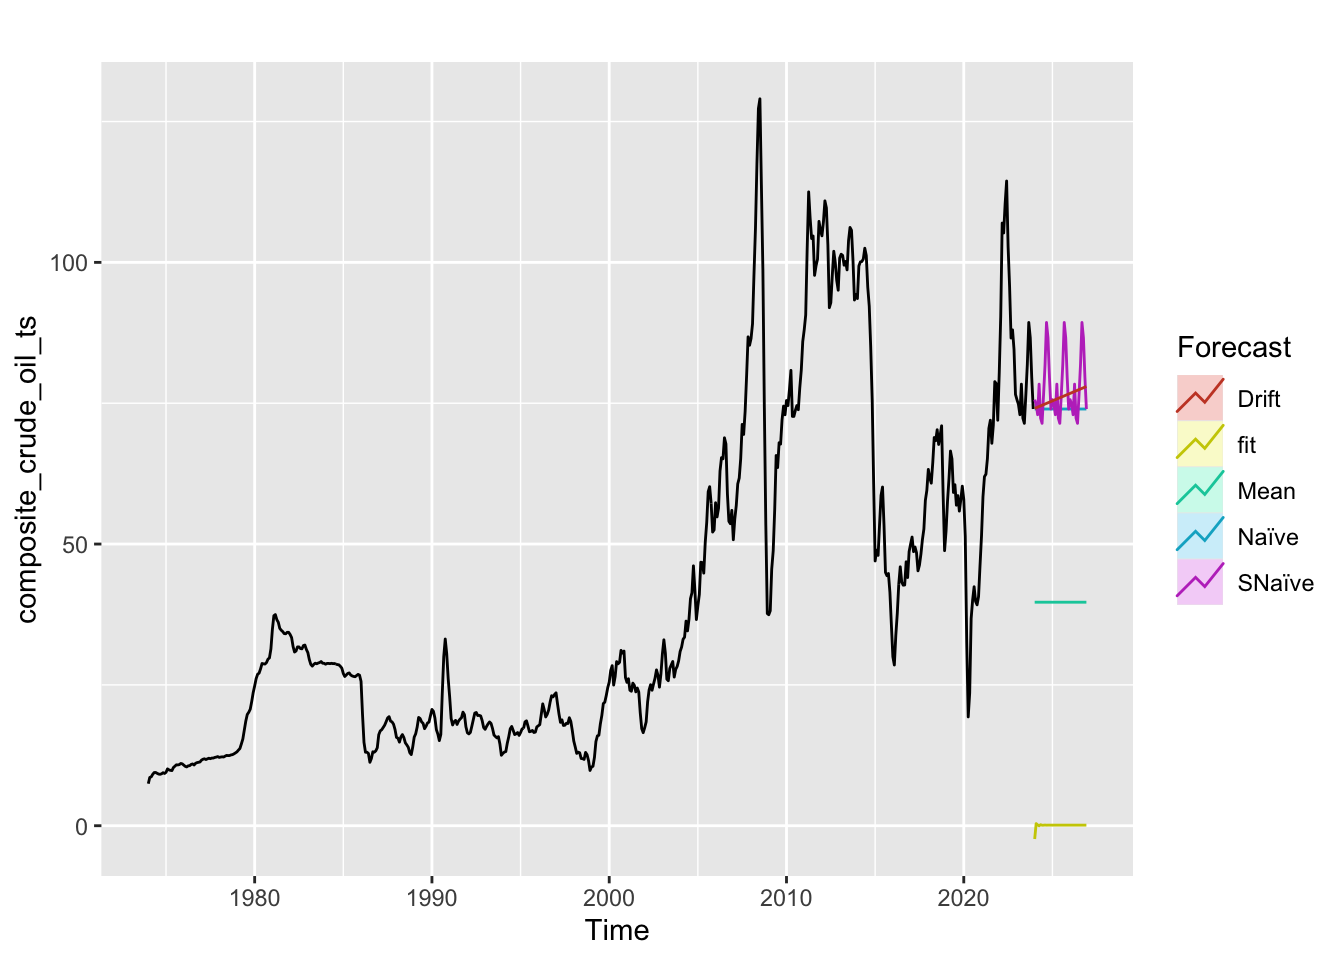 composite_crude_oil_ts
100
50
0
1980
1990
2000
2010
2020
Time
Forecast
Drift
fit
Mean
Naïve
SNaïve